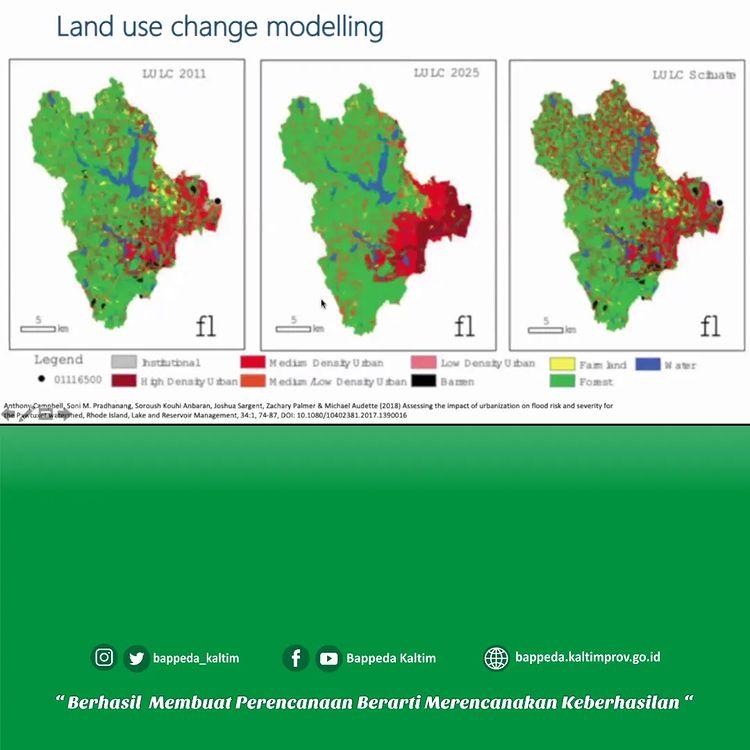 Land use change modelling
LULC 2011
LULC 2025
LULC Scituate
5
km
fl
5
km
fl
5
km
fl
Legend
01116500
Institutional
High Density Urban
Medium Density Urban
Medium/Low Density Urban
Low Density Urban
Barren
Farm land
Forest
Water
Anthony Campbell, Soni M. Pradhanang, Soroush Kouhi Anbaran, Joshua Sargent, Zachary Palmer & Michael Audette (2018) Assessing the impact of urbanization on flood risk and severity for
the Pawtuxet watershed, Rhode Island, Lake and Reservoir Management, 34:1, 74-87, DOI: 10.1080/10402381.2017.1390016
bappeda_kaltim
Bappeda Kaltim
bappeda.kaltimprov.go.id
“ Berhasil Membuat Perencanaan Berarti Merencanakan Keberhasilan “